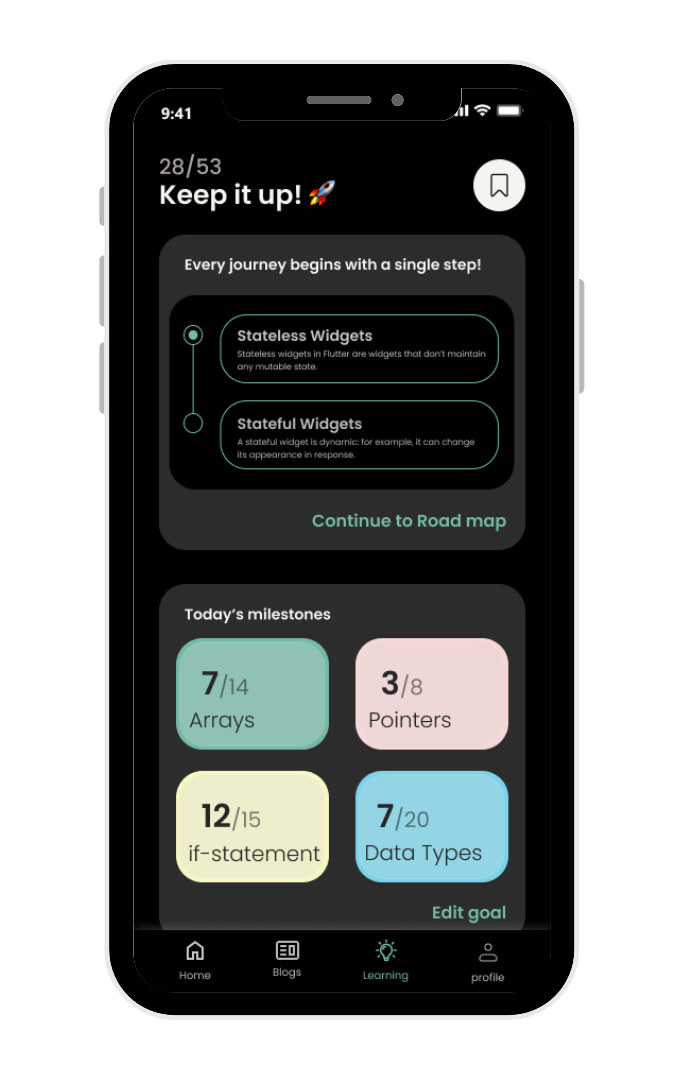 9:41
28/53
Keep it up! 🚀
Every journey begins with a single step!
Stateless Widgets
Stateless widgets in Flutter are widgets that don't maintain
any mutable state.
Stateful Widgets
A stateful widget is dynamic: for example, it can change
its appearance in response.
Continue to Road map
Today's milestones
7/14
Arrays
3/8
Pointers
12/15
if-statement
7/20
Data Types
Edit goal
Home
Blogs
Learning
profile